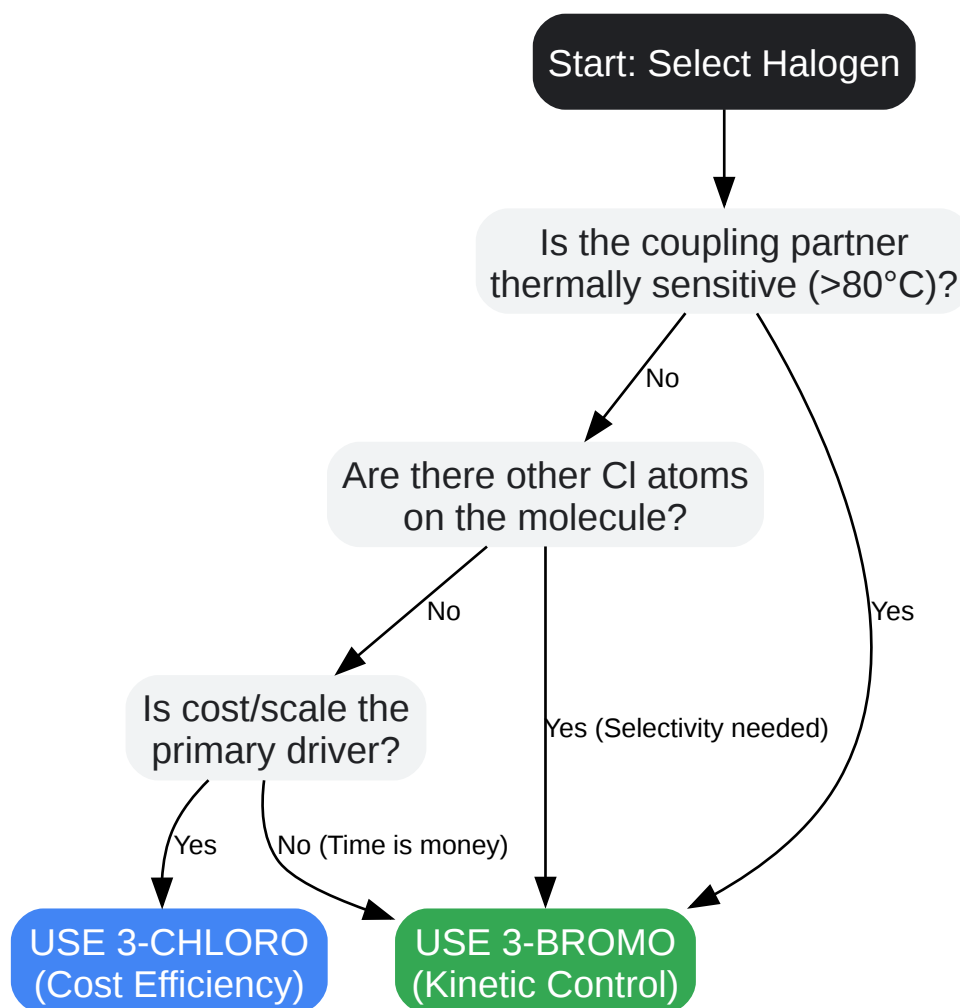 Start: Select Halogen
Is the coupling partner
thermally sensitive (>80°C)?
No
Are there other Cl atoms
on the molecule?
No
Yes
Is cost/scale the
primary driver?
Yes (Selectivity needed)
Yes
No (Time is money)
USE 3-CHLORO
(Cost Efficiency)
USE 3-BROMO
(Kinetic Control)